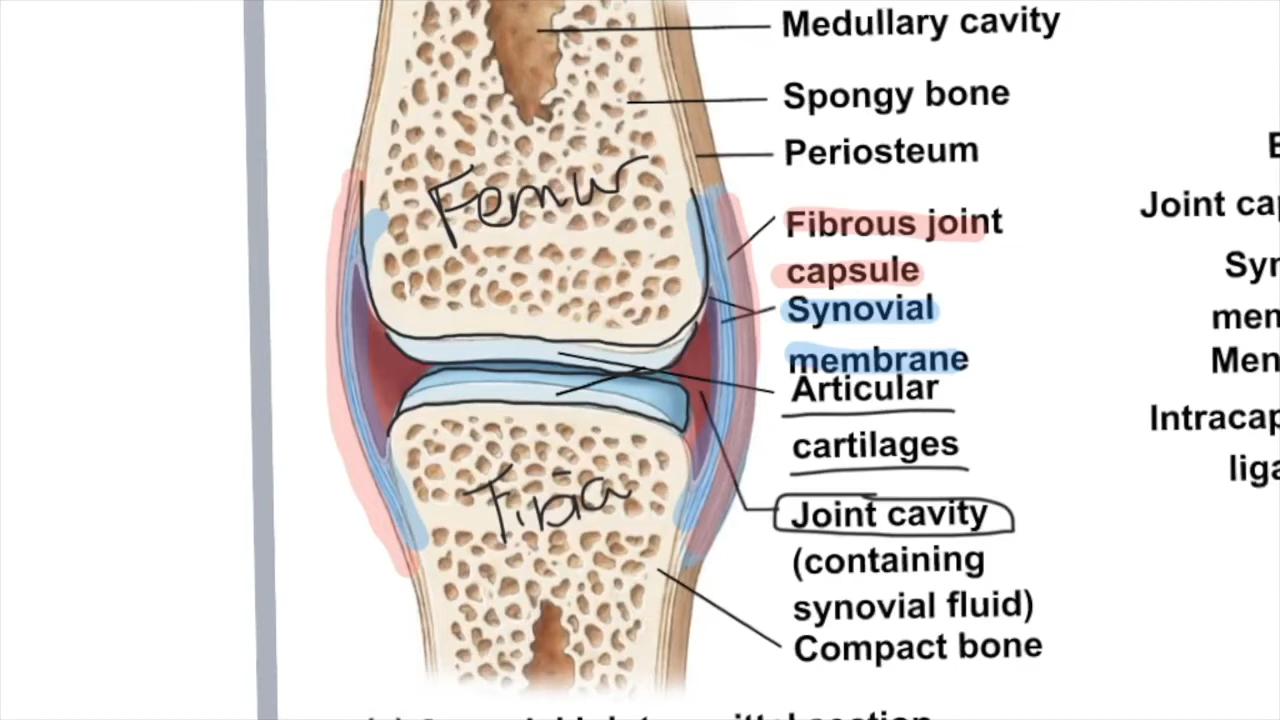 Medullary cavity
Spongy bone
Periosteum
Fibrous joint
capsule
Synovial
membrane
Articular
cartilages
Joint cavity
(containing
synovial fluid)
Compact bone
Femur
Tibia
Joint cap
Syn
mem
Men
Intracap
liga